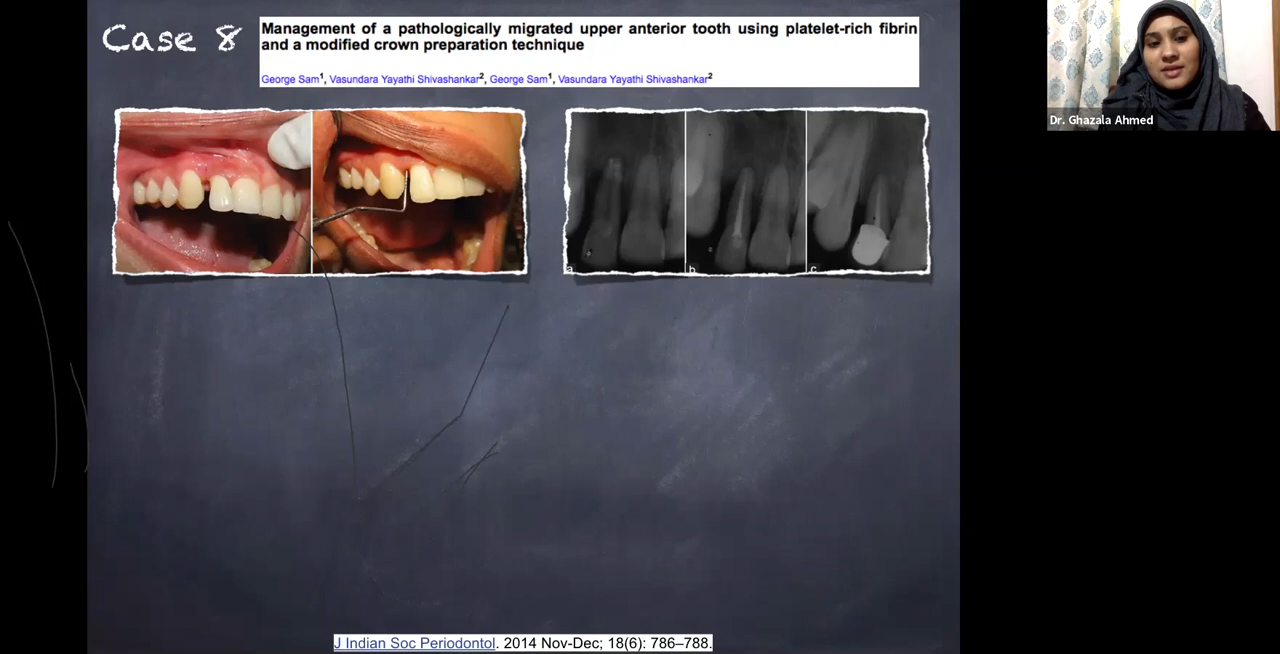 Case 8
Management of a pathologically migrated upper anterior tooth using platelet-rich fibrin
and a modified crown preparation technique
George Sam1, Vasundara Yayathi Shivashankar2, George Sam1, Vasundara Yayathi Shivashankar2
Dr. Ghazala Ahmed
a
b
c
J Indian Soc Periodontol. 2014 Nov-Dec; 18(6): 786–788.